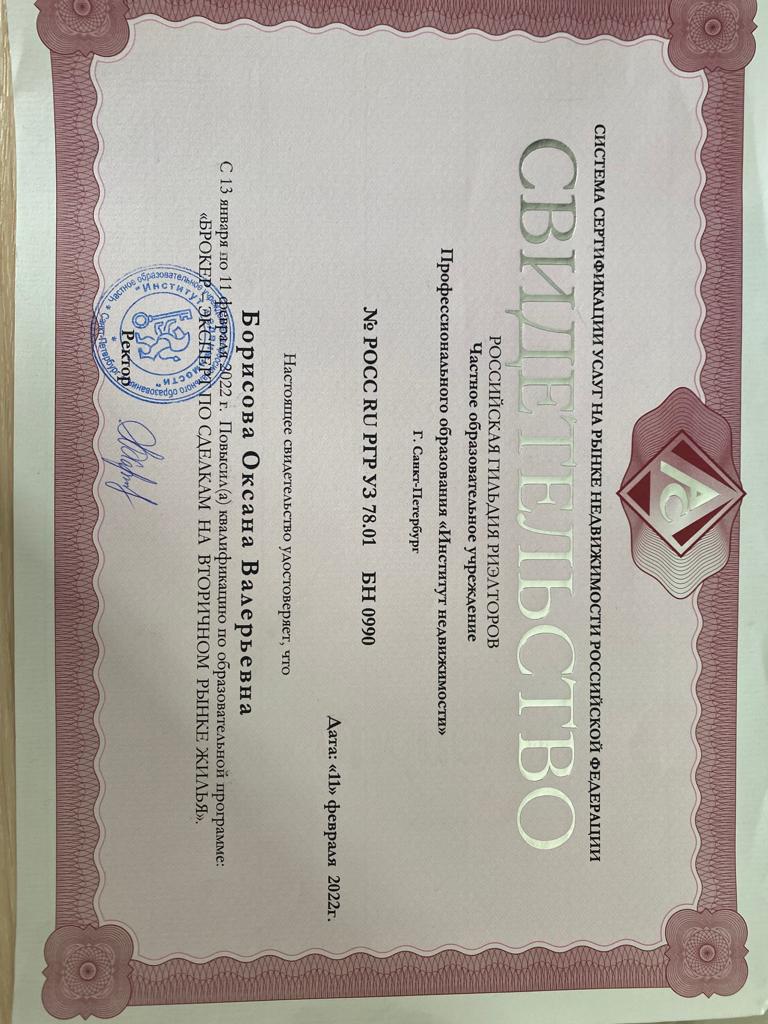 СИСТЕМА СЕРТИФИКАЦИИ УСЛУГ НА РЫНКЕ НЕДВИЖИМОСТИ РОССИЙСКОЙ ФЕДЕРАЦИИ
СВИДЕТЕЛЬСТВО
РОССИЙСКАЯ ГИЛЬДИЯ РИЭЛТОРОВ
Частное образовательное учреждение
Профессионального образования «Институт недвижимости»
Г. Санкт-Петербург
№ РОСС RU РГР УЗ 78.01 БН 0990
Дата: «11» февраля 2022г.
Настоящее свидетельство удостоверяет, что
Борисова Оксана Валерьевна
С 13 января по 11 февраля 2022 г. Повысил(а) квалификацию по образовательной программе:
«БРОКЕР (ЭКСПЕРТ) ПО СДЕЛКАМ НА ВТОРИЧНОМ РЫНКЕ ЖИЛЬЯ».
Ректор